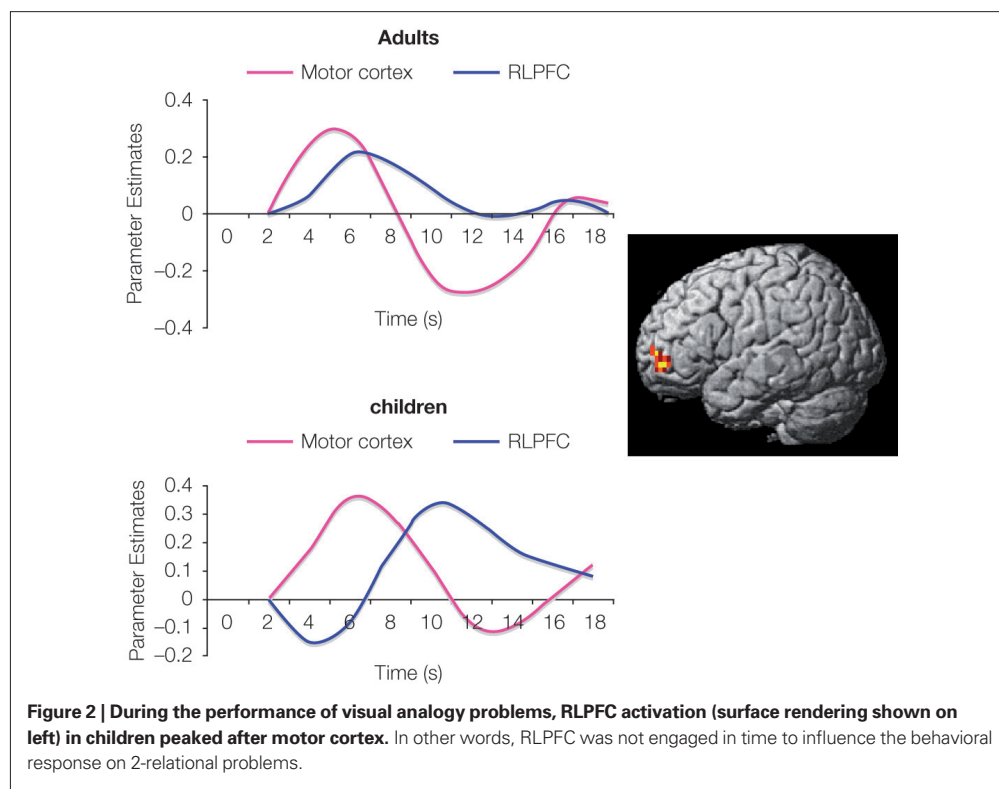 Adults
Motor cortex RLPFC
0.4
0.2
0
−0.2
−0.4
Parameter Estimates
0 2 4 6 8 10 12 14 16 18
Time (s)
children
Motor cortex RLPFC
0.4
0.3
0.2
0.1
0
−0.1
−0.2
Parameter Estimates
0 2 4 6 8 10 12 14 16 18
Time (s)
Figure 2 | During the performance of visual analogy problems, RLPFC activation (surface rendering shown on
left) in children peaked after motor cortex. In other words, RLPFC was not engaged in time to influence the behavioral
response on 2-relational problems.